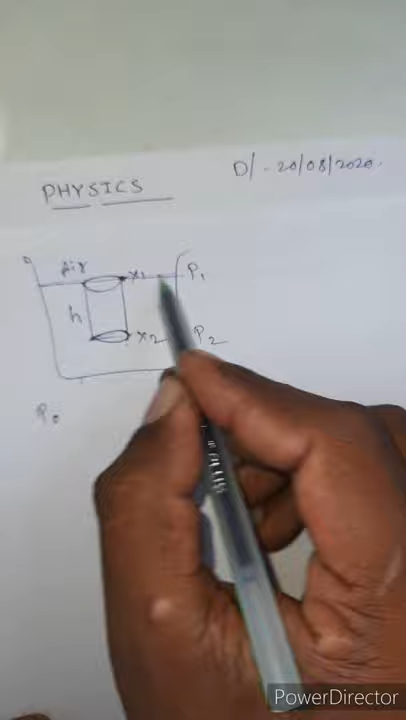 D/-20/08/2020.
PHYSICS
Air
x1
P1
h
x2
P2
P0
PowerDirector